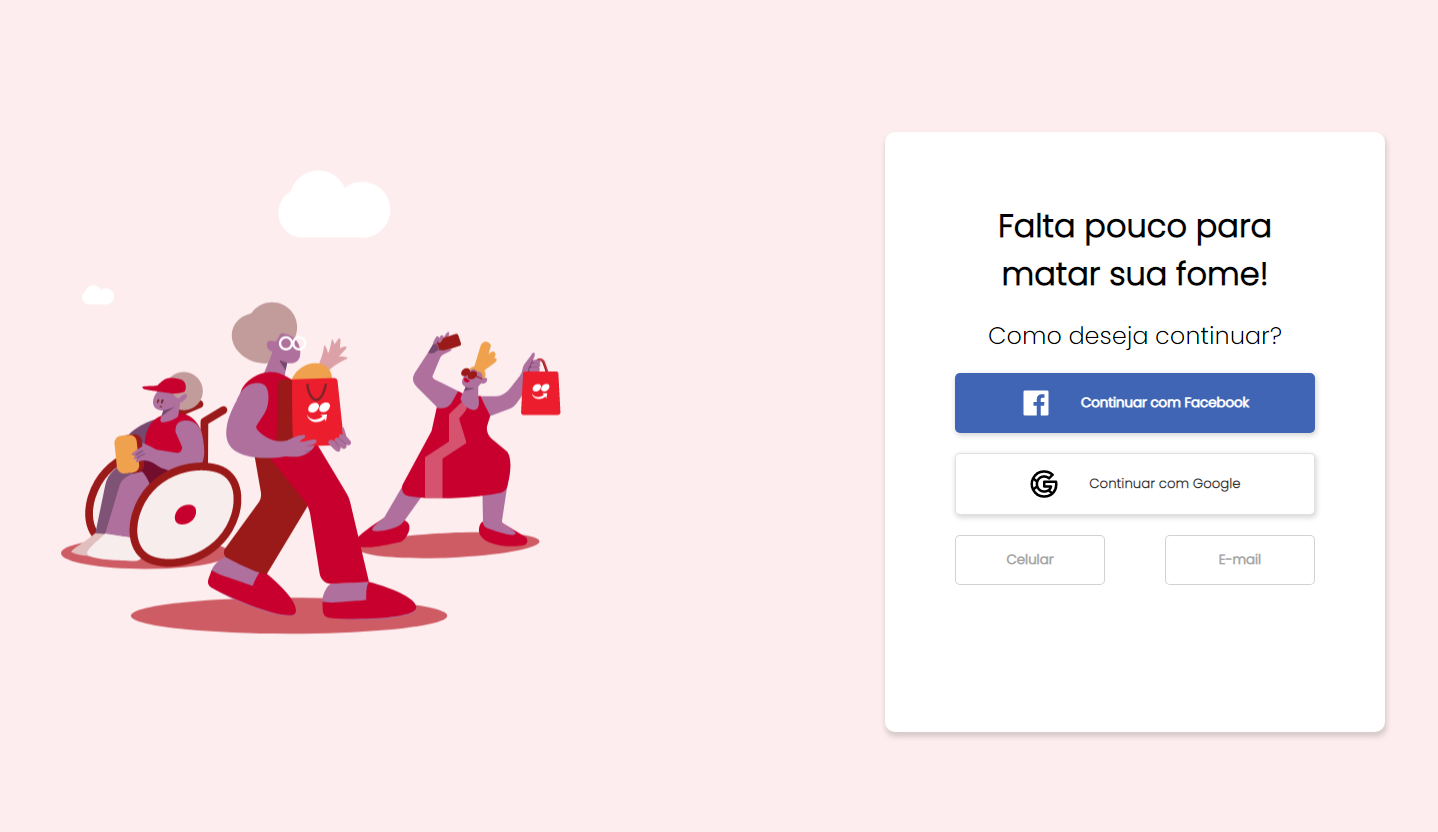 Falta pouco para
matar sua fome!
Como deseja continuar?
Continuar com Facebook
Continuar com Google
Celular
E-mail